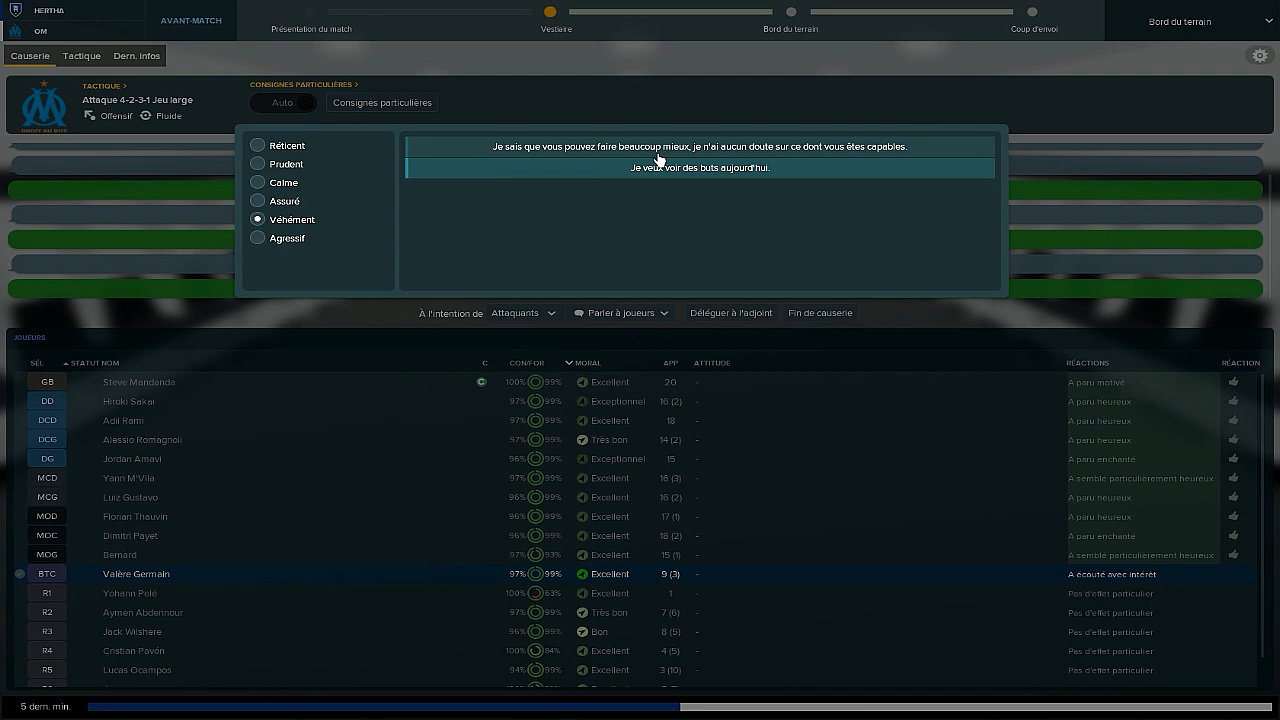 HERTHA
OM
AVANT-MATCH
Présentation du match
Vestiaire
Bord du terrain
Coup d'envoi
Bord du terrain
Causerie Tactique Dern. infos
TACTIQUE >
Attaque 4-2-3-1 Jeu large
Offensif Fluide
DROIT AU BUT
CONSIGNES PARTICULIÈRES >
Auto Consignes particulières
Réticent
Prudent
Calme
Assuré
Véhément
Agressif
Je sais que vous pouvez faire beaucoup mieux, je n'ai aucun doute sur ce dont vous êtes capables.
Je veux voir des buts aujourd'hui.
À l'intention de Attaquants Parler à joueurs Déléguer à l'adjoint Fin de causerie
JOUEURS
SÉL STATUT NOM C CON/FOR MORAL APP ATTITUDE RÉACTIONS RÉACTION
GB Steve Mandanda C 100% 99% Excellent 20 - A paru motivé
DD Hiroki Sakai 97% 99% Exceptionnel 16 (2) - A paru heureux
DCD Adil Rami 97% 99% Excellent 18 - A paru heureux
DCG Alessio Romagnoli 97% 99% Très bon 14 (2) - A paru heureux
DG Jordan Amavi 96% 99% Exceptionnel 15 - A paru enchanté
MCD Yann M'Vila 97% 99% Excellent 16 (3) - A semblé particulièrement heureux
MCG Luiz Gustavo 96% 99% Excellent 16 (2) - A paru heureux
MOD Florian Thauvin 96% 99% Excellent 17 (1) - A paru heureux
MOC Dimitri Payet 96% 99% Excellent 18 (2) - A paru enchanté
MOG Bernard 97% 93% Excellent 15 (1) - A semblé particulièrement heureux
BTC Valère Germain 97% 99% Excellent 9 (3) - A écouté avec intérêt
R1 Yohann Pelé 100% 63% Excellent 1 - Pas d'effet particulier
R2 Aymen Abdennour 97% 99% Très bon 7 (6) - Pas d'effet particulier
R3 Jack Wilshere 96% 99% Bon 8 (5) - Pas d'effet particulier
R4 Cristian Pavón 100% 84% Excellent 4 (5) - Pas d'effet particulier
R5 Lucas Ocampos 94% 99% Excellent 3 (10) - Pas d'effet particulier
5 dern. min.